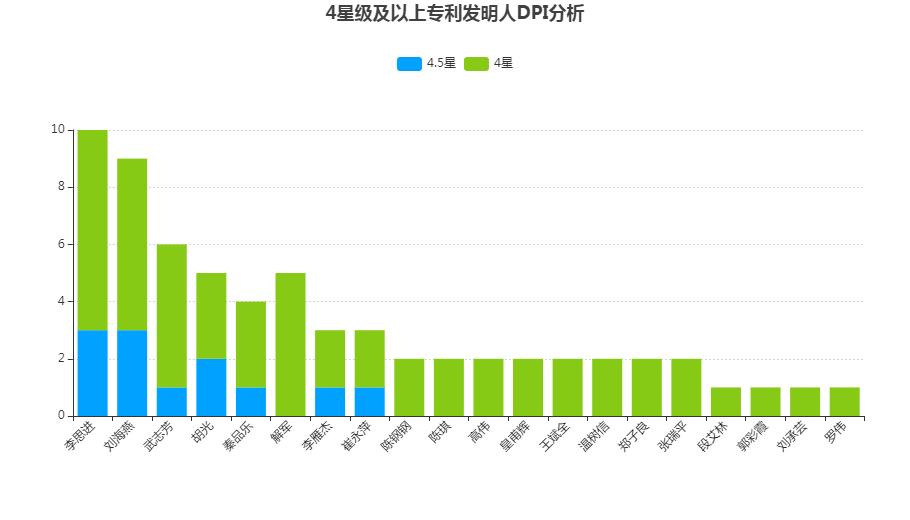 4星级及以上专利发明人DPI分析
4.5星 4星
10
8
6
4
2
0
李思进 刘海燕 武志芳 胡光 秦品乐 解军 李雁杰 崔永萍 陈钢钢 陈琪 高伟 皇甫辉 王斌全 温树信 郑子良 张瑞平 段艾林 郭彩霞 刘承芸 罗伟